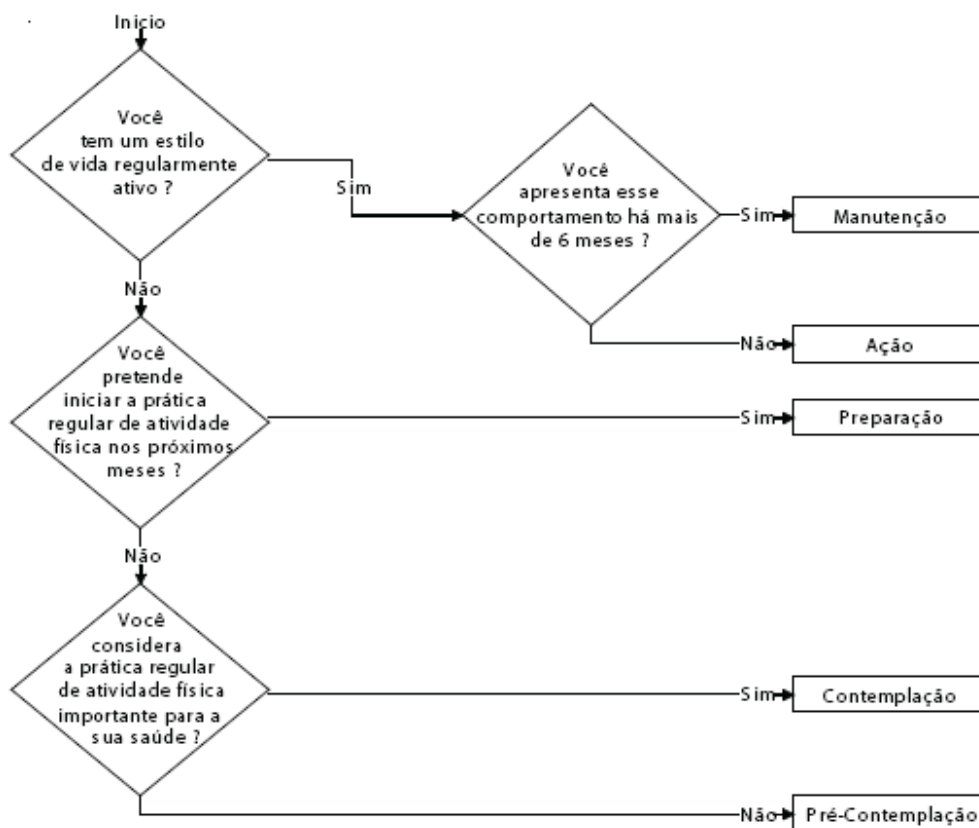 Inicio
Você
tem um estilo
de vida regularmente
ativo ?
Sim
Você
apresenta esse
comportamento há mais
de 6 meses ?
Sim
Manutenção
Não
Ação
Não
Você
pretende
iniciar a prática
regular de atividade
física nos próximos
meses ?
Sim
Preparação
Não
Você
considera
a prática regular
de atividade física
importante para a
sua saúde ?
Sim
Contemplação
Não
Pré-Contemplação